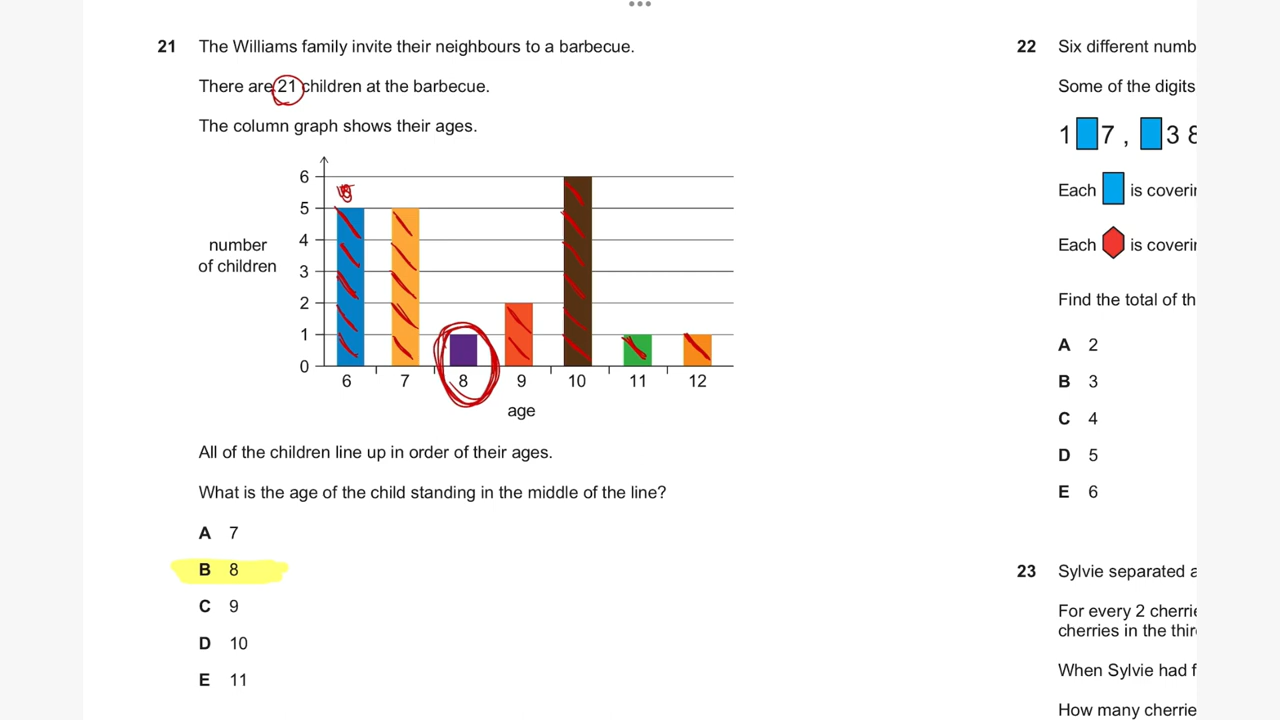 21 The Williams family invite their neighbours to a barbecue.
There are 21 children at the barbecue.
The column graph shows their ages.
6
5
4
3
2
1
0
number
of children
6 7 8 9 10 11 12
age
All of the children line up in order of their ages.
What is the age of the child standing in the middle of the line?
A 7
B 8
C 9
D 10
E 11
22 Six different numb
Some of the digits
1 7 , 3 8
Each is coverin
Each is coverin
Find the total of th
A 2
B 3
C 4
D 5
E 6
23 Sylvie separated a
For every 2 cherrie
cherries in the thir
When Sylvie had f
How many cherrie